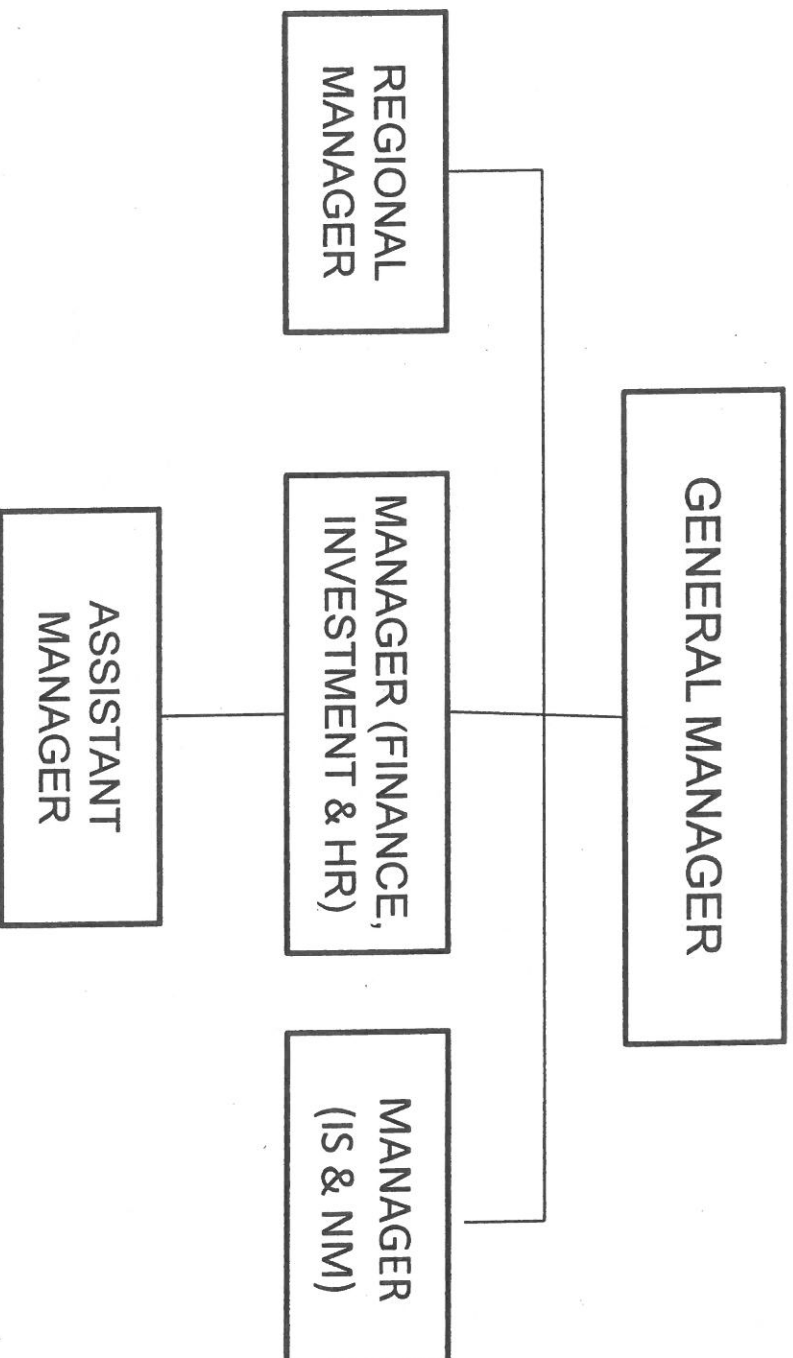 GENERAL MANAGER
REGIONAL
MANAGER
MANAGER (FINANCE,
INVESTMENT & HR)
MANAGER
(IS & NM)
ASSISTANT
MANAGER